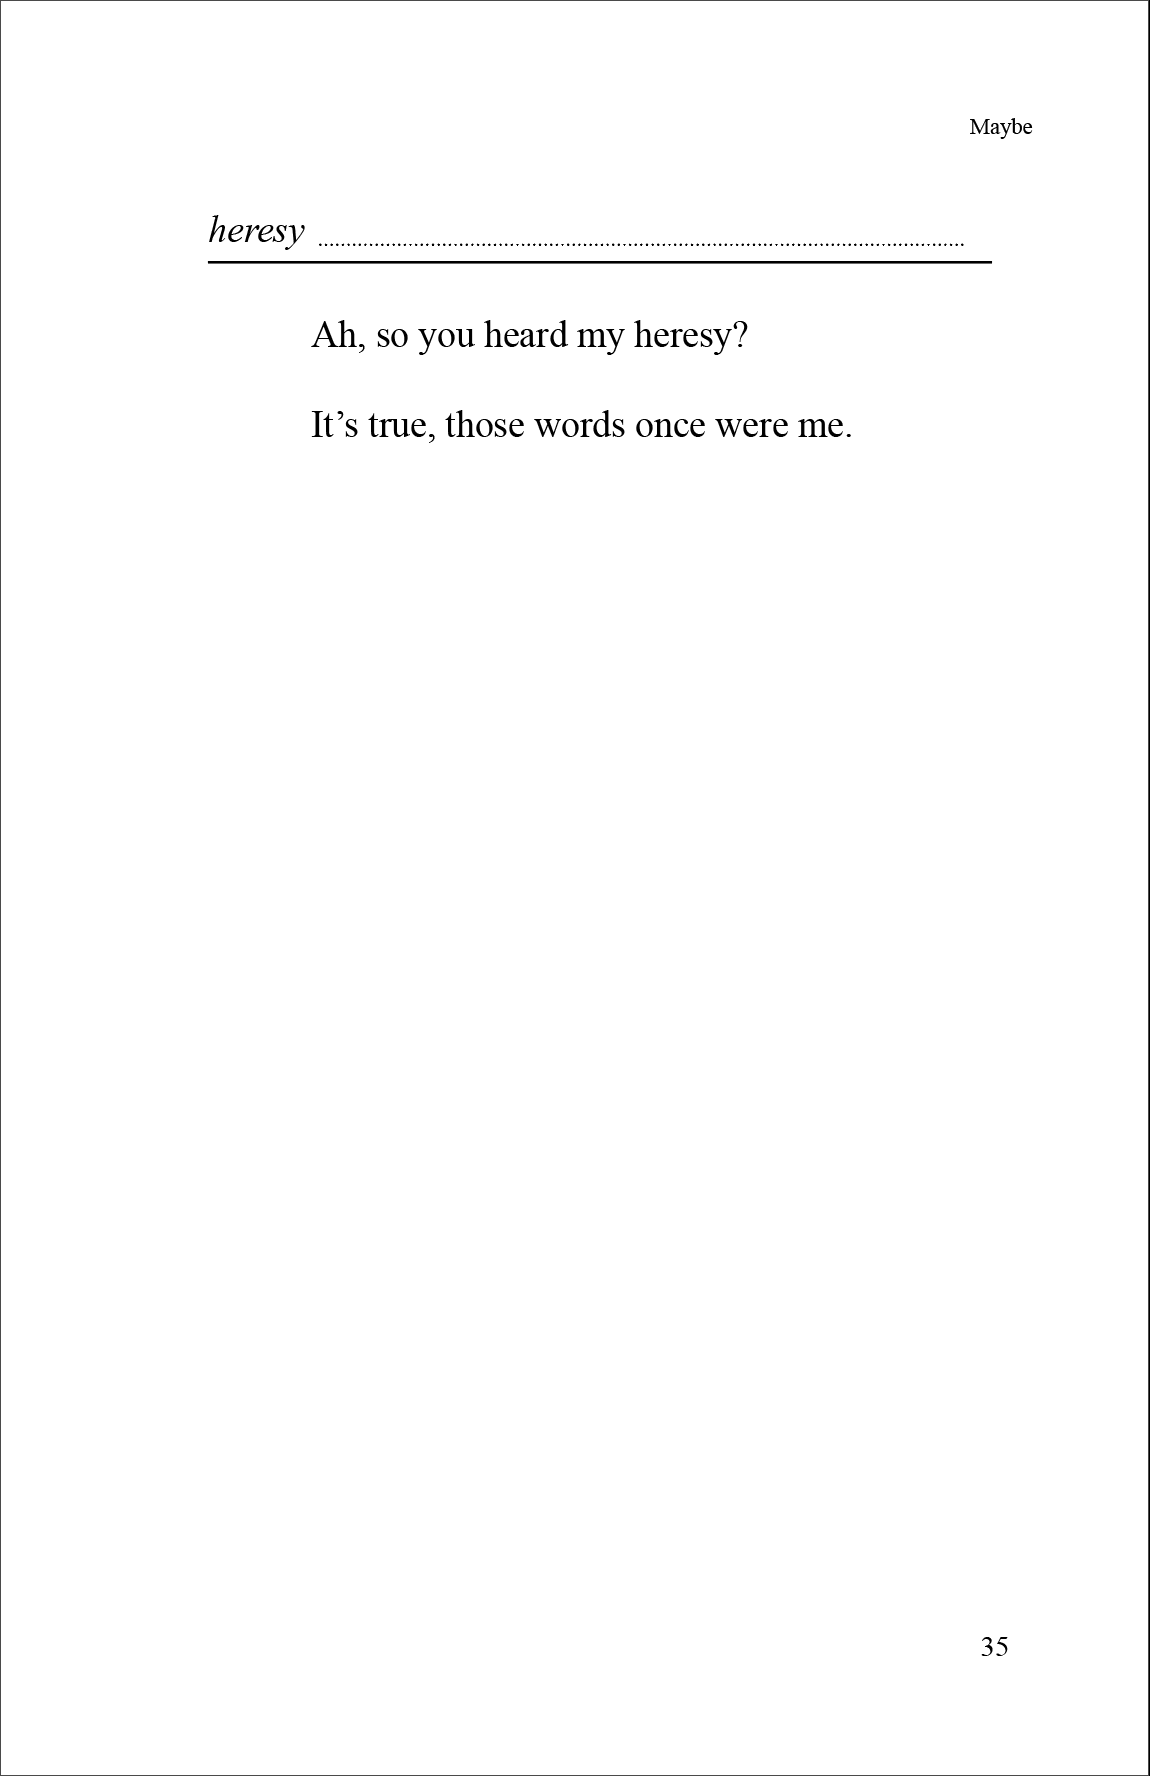 Maybe
heresy ................................................................................
Ah, so you heard my heresy?
It’s true, those words once were me.
35